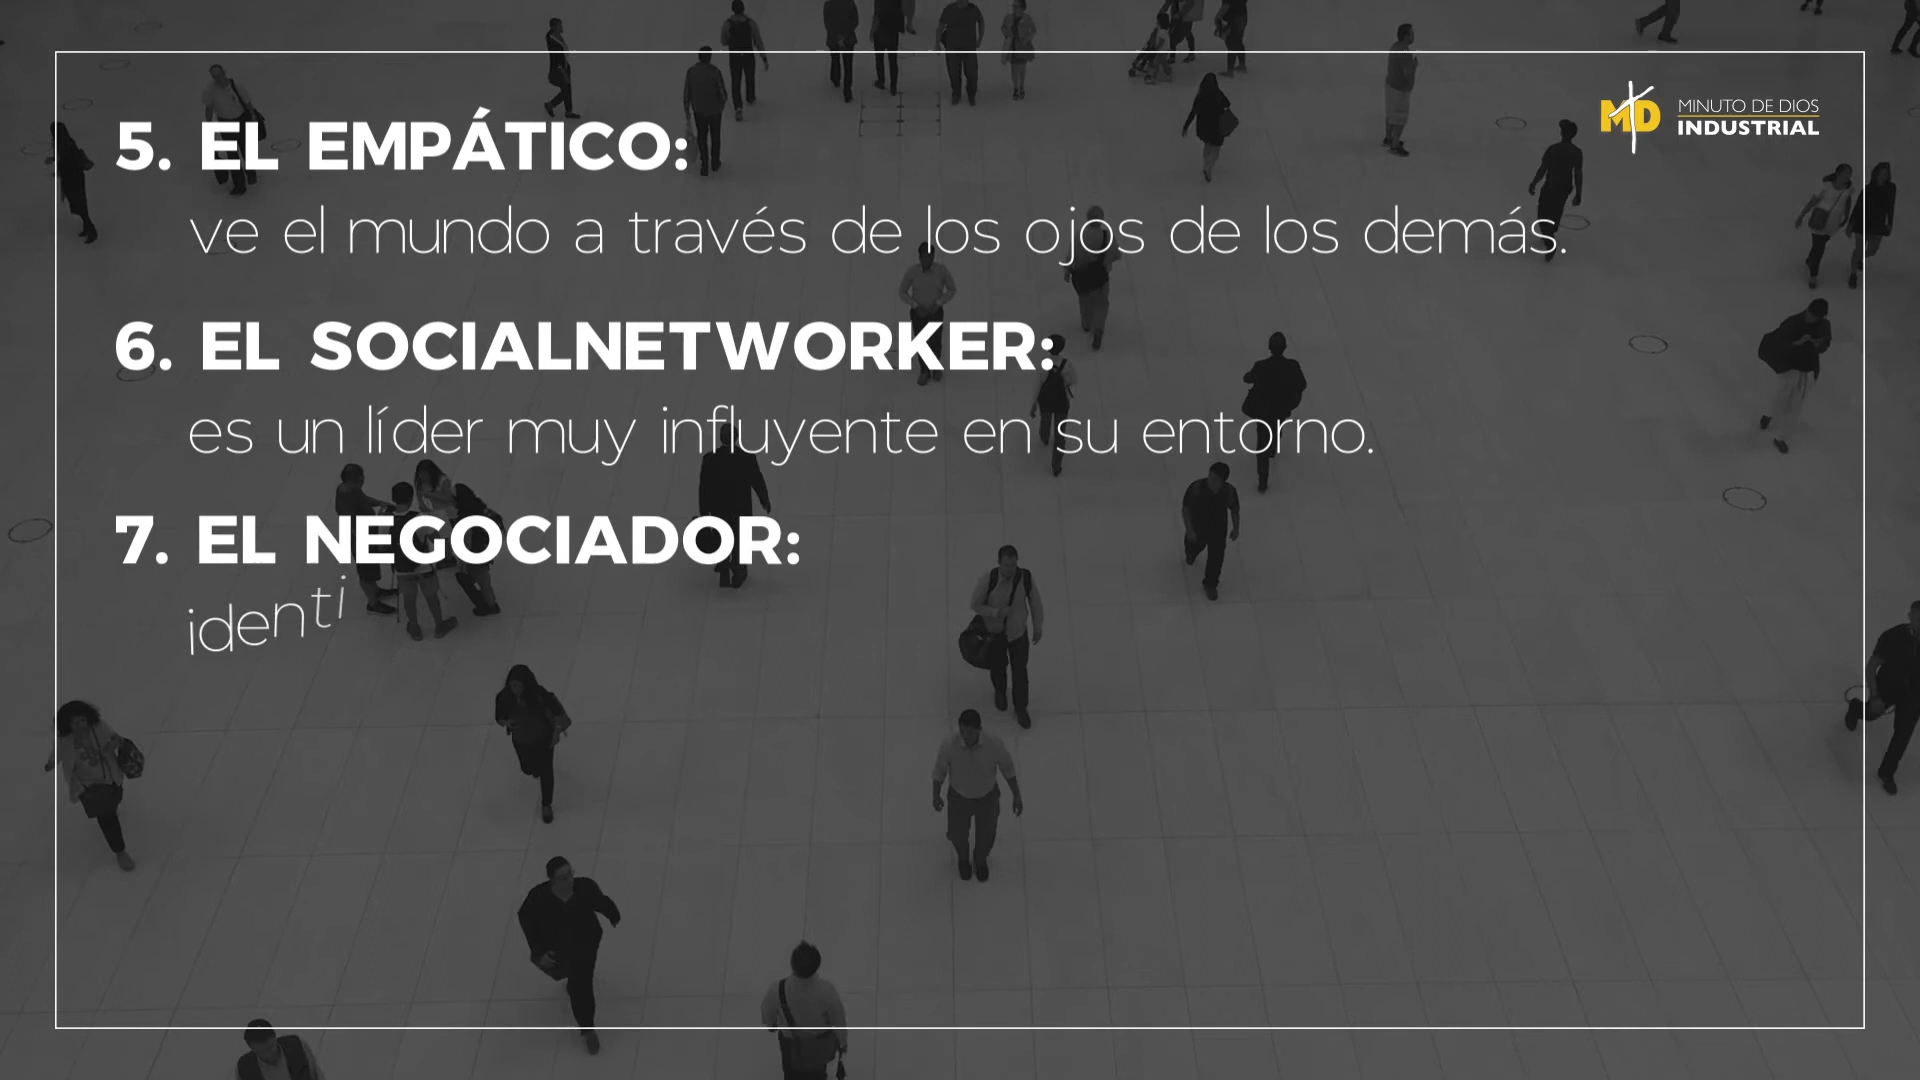 5. EL EMPÁTICO:
ve el mundo a través de los ojos de los demás.
6. EL SOCIALNETWORKER:
es un líder muy influyente en su entorno.
7. EL NEGOCIADOR:
identi
MD
MINUTO DE DIOS
INDUSTRIAL